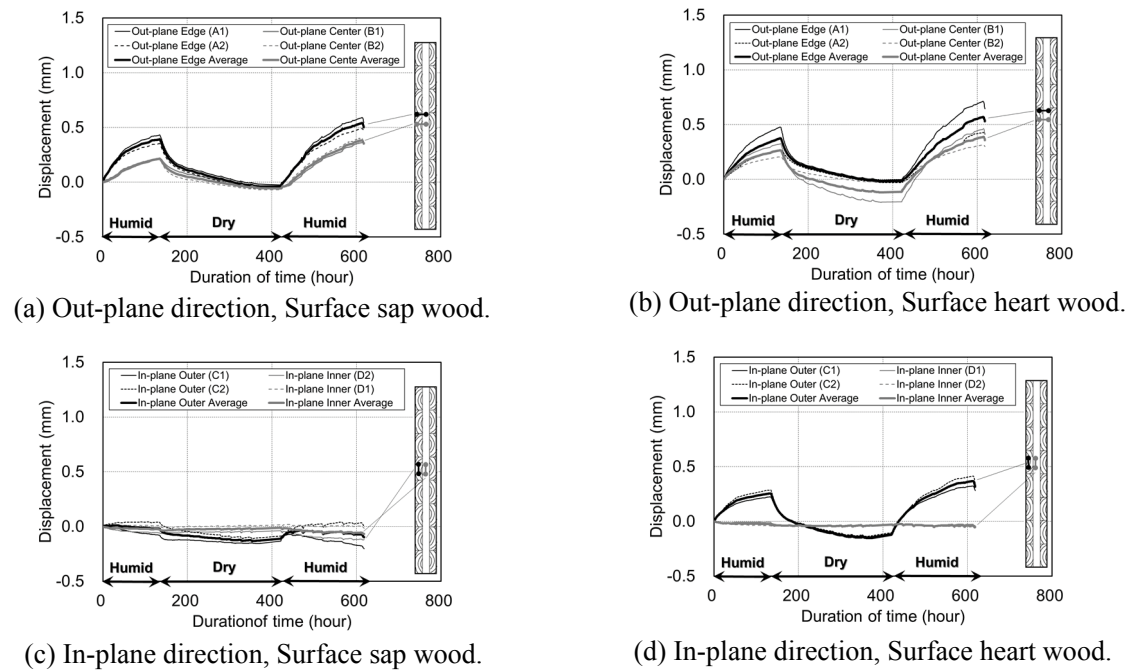 1.5
1.0
0.5
0.0
-0.5
Displacement (mm)
Out-plane Edge (A1)
Out-plane Edge (A2)
Out-plane Edge Average
Out-plane Center (B1)
Out-plane Center (B2)
Out-plane Cente Average
Humid
Dry
Humid
0 200 400 600 800
Duration of time (hour)
(a) Out-plane direction, Surface sap wood.
1.5
1.0
0.5
0.0
-0.5
Displacement (mm)
Out-plane Edge (A1)
Out-plane Edge (A2)
Out-plane Edge Average
Out-plane Center (B1)
Out-plane Center (B2)
Out-plane Center Average
Humid
Dry
Humid
0 200 400 600 800
Duration of time (hour)
(b) Out-plane direction, Surface heart wood.
1.5
1.0
0.5
0.0
-0.5
Displacement (mm)
In-plane Outer (C1)
In-plane Outer (C2)
In-plane Outer Average
In-plane Inner (D2)
In-plane Inner (D1)
In-plane Inner Average
Humid
Dry
Humid
0 200 400 600 800
Durationof time (hour)
(c) In-plane direction, Surface sap wood.
1.5
1.0
0.5
0.0
-0.5
Displacement (mm)
In-plane Outer (C1)
In-plane Outer (C2)
In-plane Outer Average
In-plane Inner (D1)
In-plane Inner (D2)
In-plane Inner Average
Humid
Dry
Humid
0 200 400 600 800
Duration of time (hour)
(d) In-plane direction, Surface heart wood.